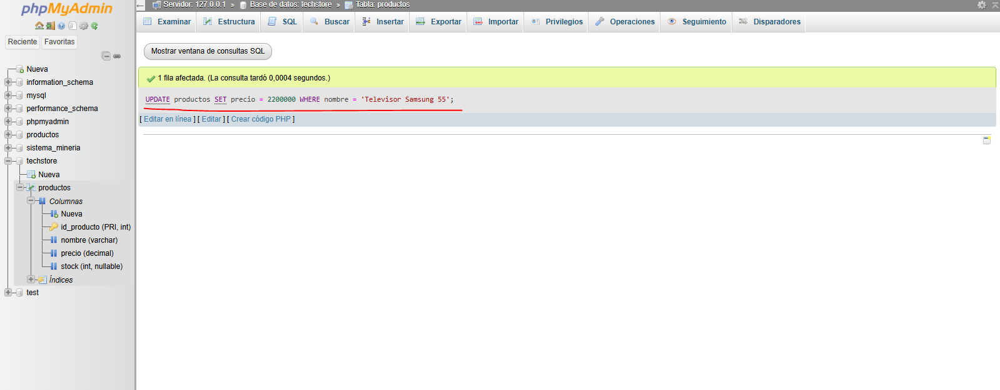 phpMyAdmin
Reciente Favoritas
Nueva
information_schema
mysql
performance_schema
phpmyadmin
productos
sistema_mineria
techstore
Nueva
productos
Columnas
Nueva
id_producto (PRI, int)
nombre (varchar)
precio (decimal)
stock (int, nullable)
Índices
test
Servidor: 127.0.0.1 » Base de datos: techstore » Tabla: productos
Examinar Estructura SQL Buscar Insertar Exportar Importar Privilegios Operaciones Seguimiento Disparadores
Mostrar ventana de consultas SQL
1 fila afectada. (La consulta tardó 0,0004 segundos.)
UPDATE productos SET precio = 2200000 WHERE nombre = 'Televisor Samsung 55';
[ Editar en línea ] [ Editar ] [ Crear código PHP ]